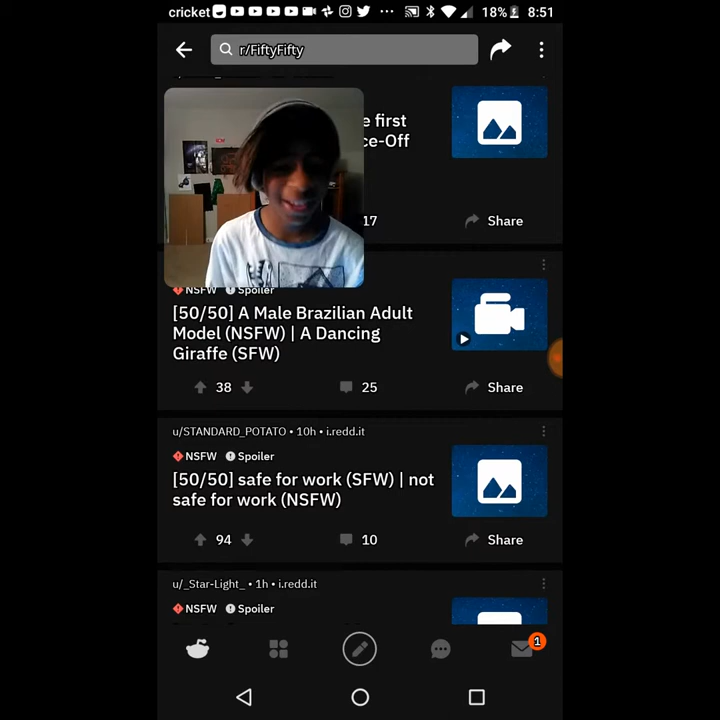 cricket 18% 8:51
r/FiftyFifty
e first
ce-Off
17 Share
NSFW Spoiler
[50/50] A Male Brazilian Adult
Model (NSFW) | A Dancing
Giraffe (SFW)
38 25 Share
u/STANDARD_POTATO • 10h • i.redd.it
NSFW Spoiler
[50/50] safe for work (SFW) | not
safe for work (NSFW)
94 10 Share
u/_Star-Light_ • 1h • i.redd.it
NSFW Spoiler
1